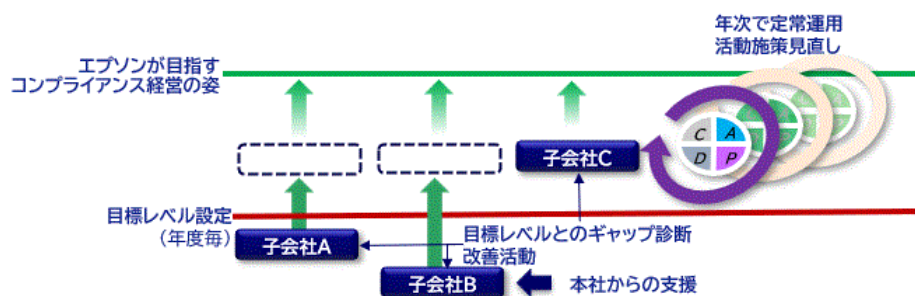 年次で定常運用
活動施策見直し
エプソンが目指す
コンプライアンス経営の姿
C A
D P
子会社C
目標レベル設定
(年度毎)
子会社A
目標レベルとのギャップ診断
改善活動
子会社B
本社からの支援